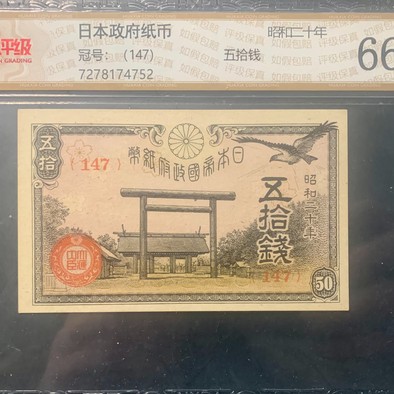 评级 日本政府纸币 昭和二十年
GRADING 冠号：（147） 五拾钱 66
7278174752
日本帝國政府紙幣
五拾
{147}
昭和二十年
五拾錢
{147}
50